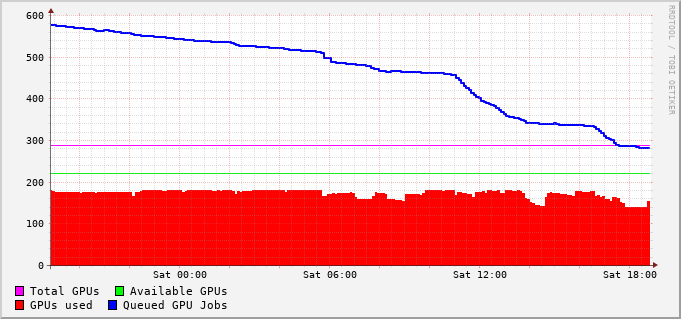 600
500
400
300
200
100
0
Sat 00:00 Sat 06:00 Sat 12:00 Sat 18:00
Total GPUs Available GPUs
GPUs used Queued GPU Jobs
RRDTOOL / TOBI OETIKER